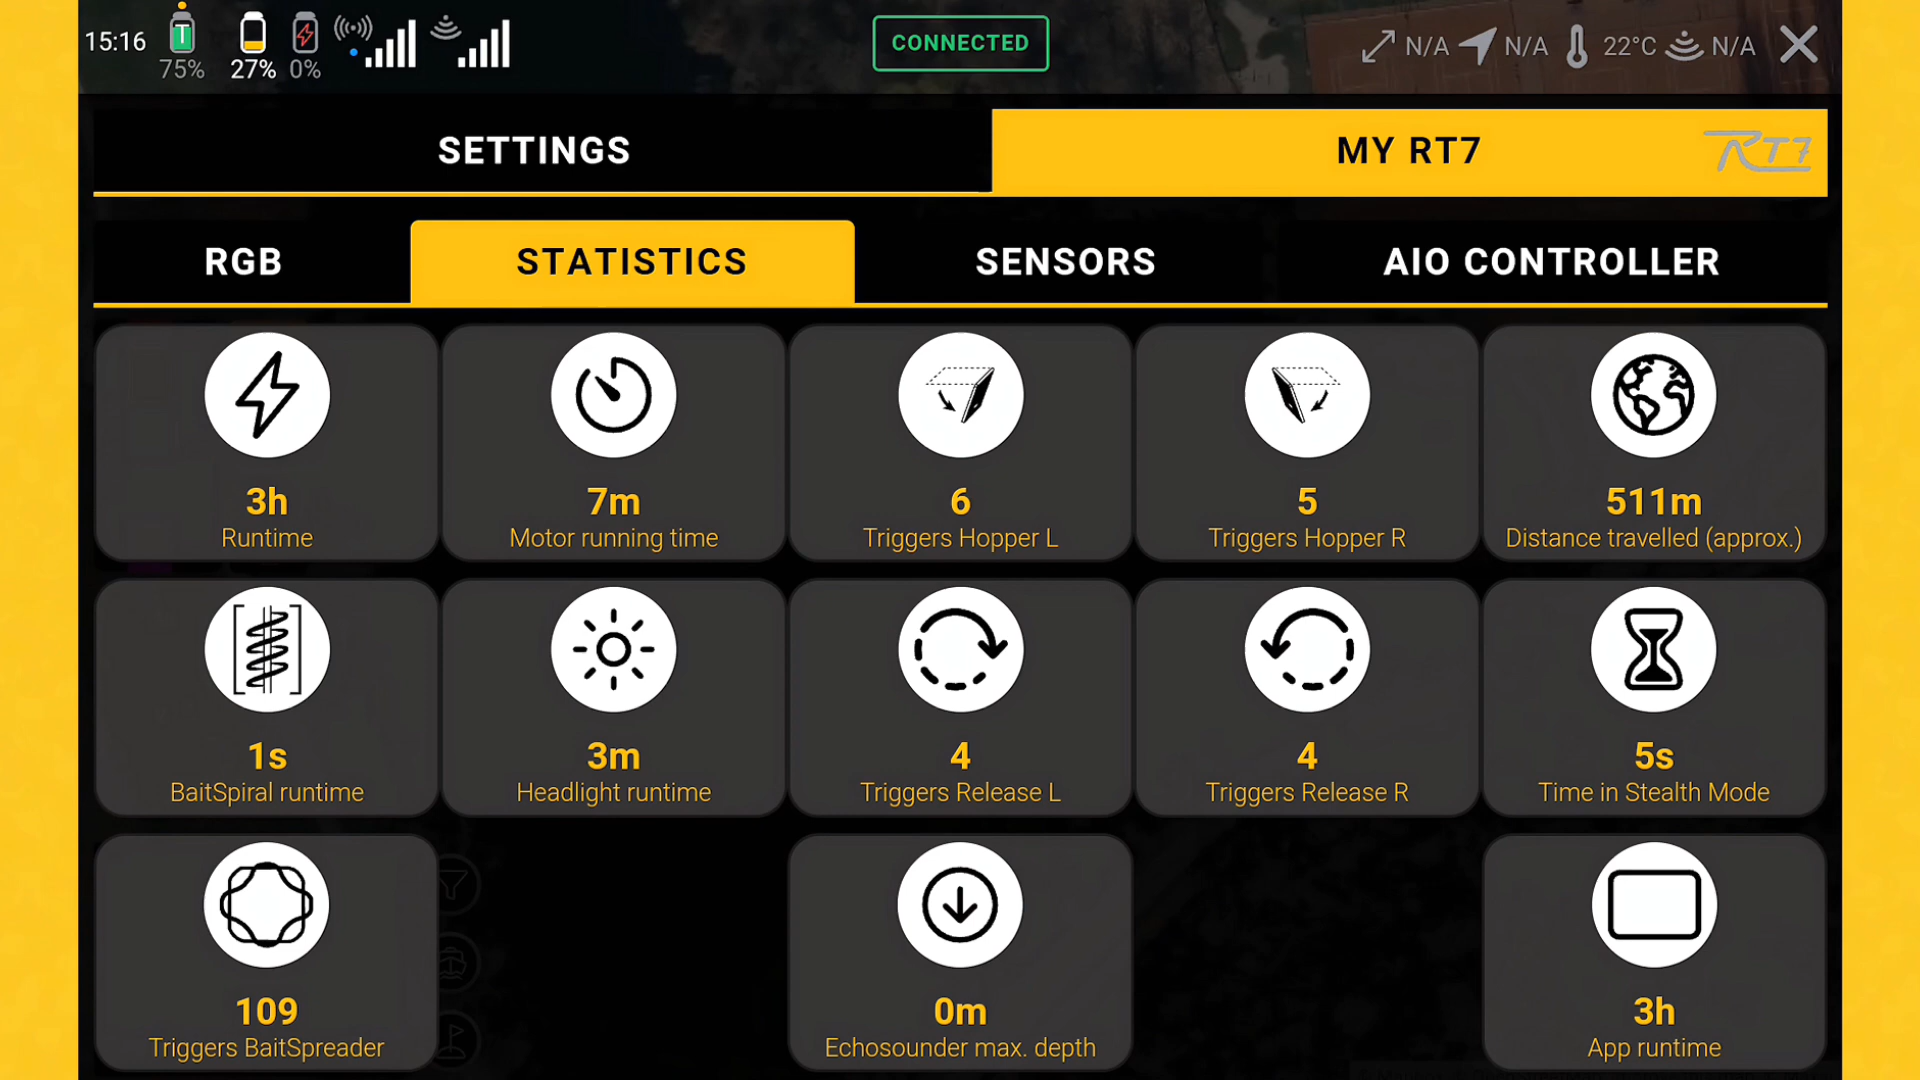 15:16
T
75%
27%
0%
CONNECTED
N/A
N/A
22°C
N/A
SETTINGS
MY RT7
RT7
RGB
STATISTICS
SENSORS
AIO CONTROLLER
3h
Runtime
7m
Motor running time
6
Triggers Hopper L
5
Triggers Hopper R
511m
Distance travelled (approx.)
1s
BaitSpiral runtime
3m
Headlight runtime
4
Triggers Release L
4
Triggers Release R
5s
Time in Stealth Mode
109
Triggers BaitSpreader
0m
Echosounder max. depth
3h
App runtime